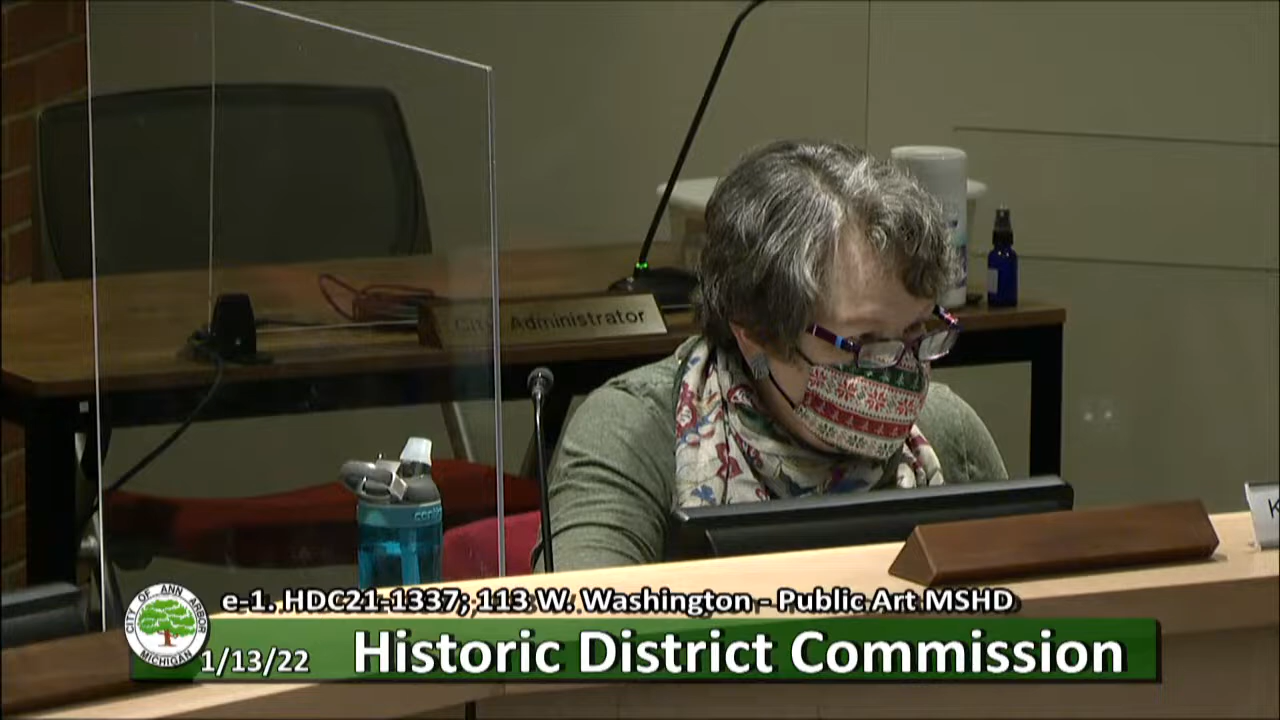 City Administrator
K
e-1. HDC21-1337; 113 W. Washington - Public Art MSHD
CITY OF ANN ARBOR
MICHIGAN
1/13/22
Historic District Commission